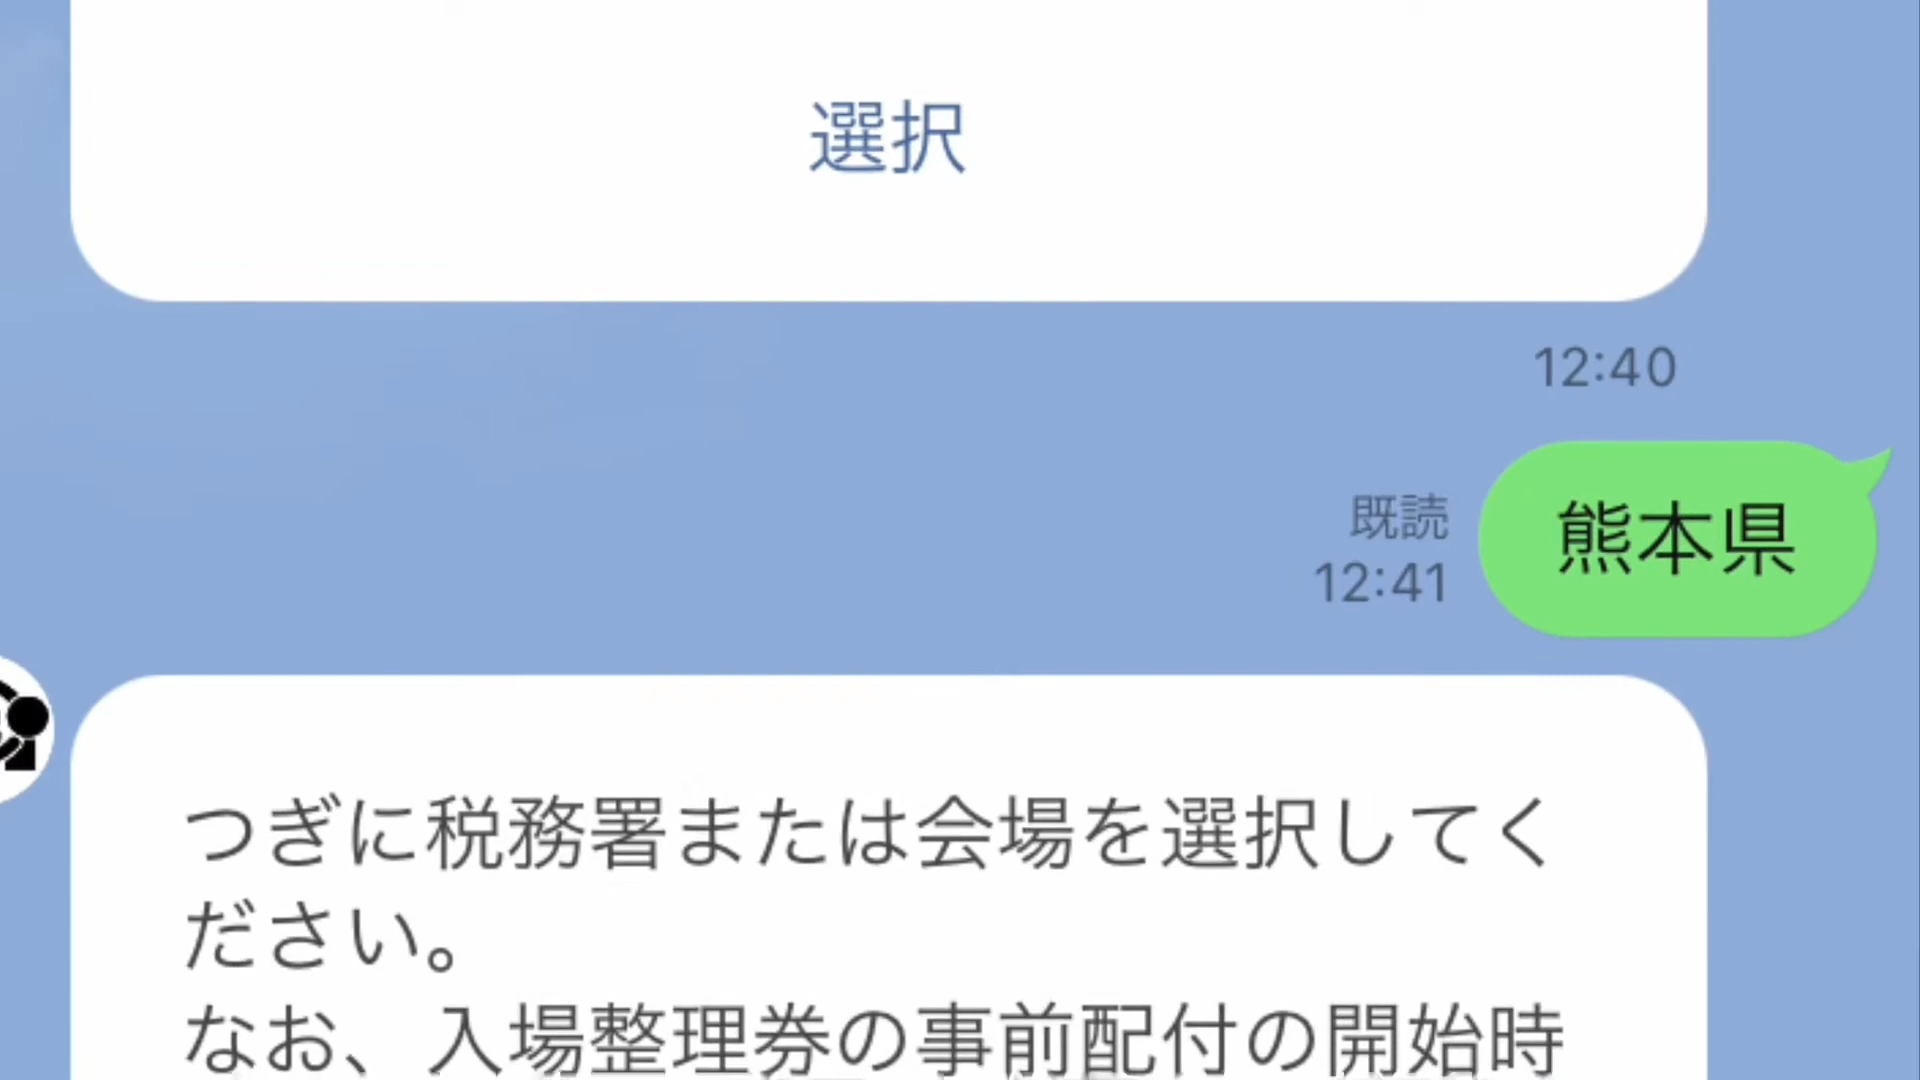 選択
12:40
既読
12:41
熊本県
つぎに税務署または会場を選択してく
ださい。
なお、入場整理券の事前配付の開始時